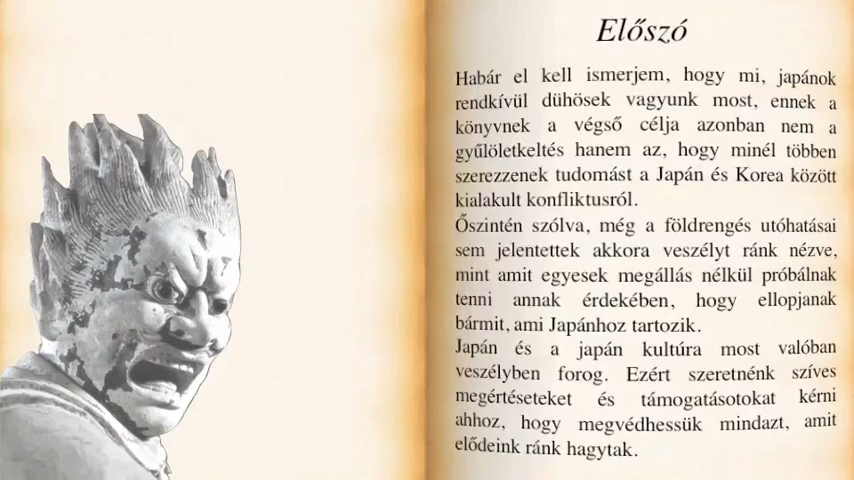 Előszó
Habár el kell ismerjem, hogy mi, japánok
rendkívül dühösek vagyunk most, ennek a
könyvnek a végső célja azonban nem a
gyűlöletkeltés hanem az, hogy minél többen
szerezzenek tudomást a Japán és Korea között
kialakult konfliktusról.
Őszintén szólva, még a földrengés utóhatásai
sem jelentettek akkora veszélyt ránk nézve,
mint amit egyesek megállás nélkül próbálnak
tenni annak érdekében, hogy ellopjanak
bármit, ami Japánhoz tartozik.
Japán és a japán kultúra most valóban
veszélyben forog. Ezért szeretnénk szíves
megértéseteket és támogatásotokat kérni
ahhoz, hogy megvédhessük mindazt, amit
elődeink ránk hagytak.